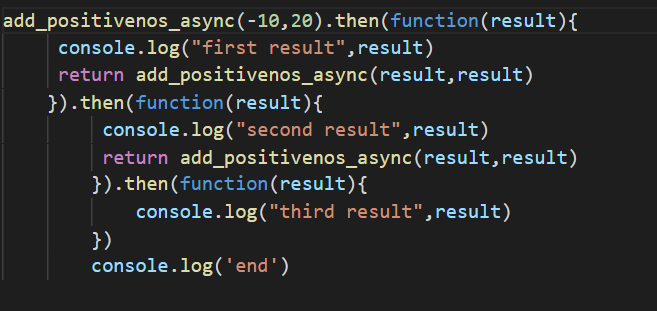 add_positivenos_async(-10,20).then(function(result){
console.log("first result",result)
return add_positivenos_async(result,result)
}).then(function(result){
console.log("second result",result)
return add_positivenos_async(result,result)
}).then(function(result){
console.log("third result",result)
})
console.log('end')